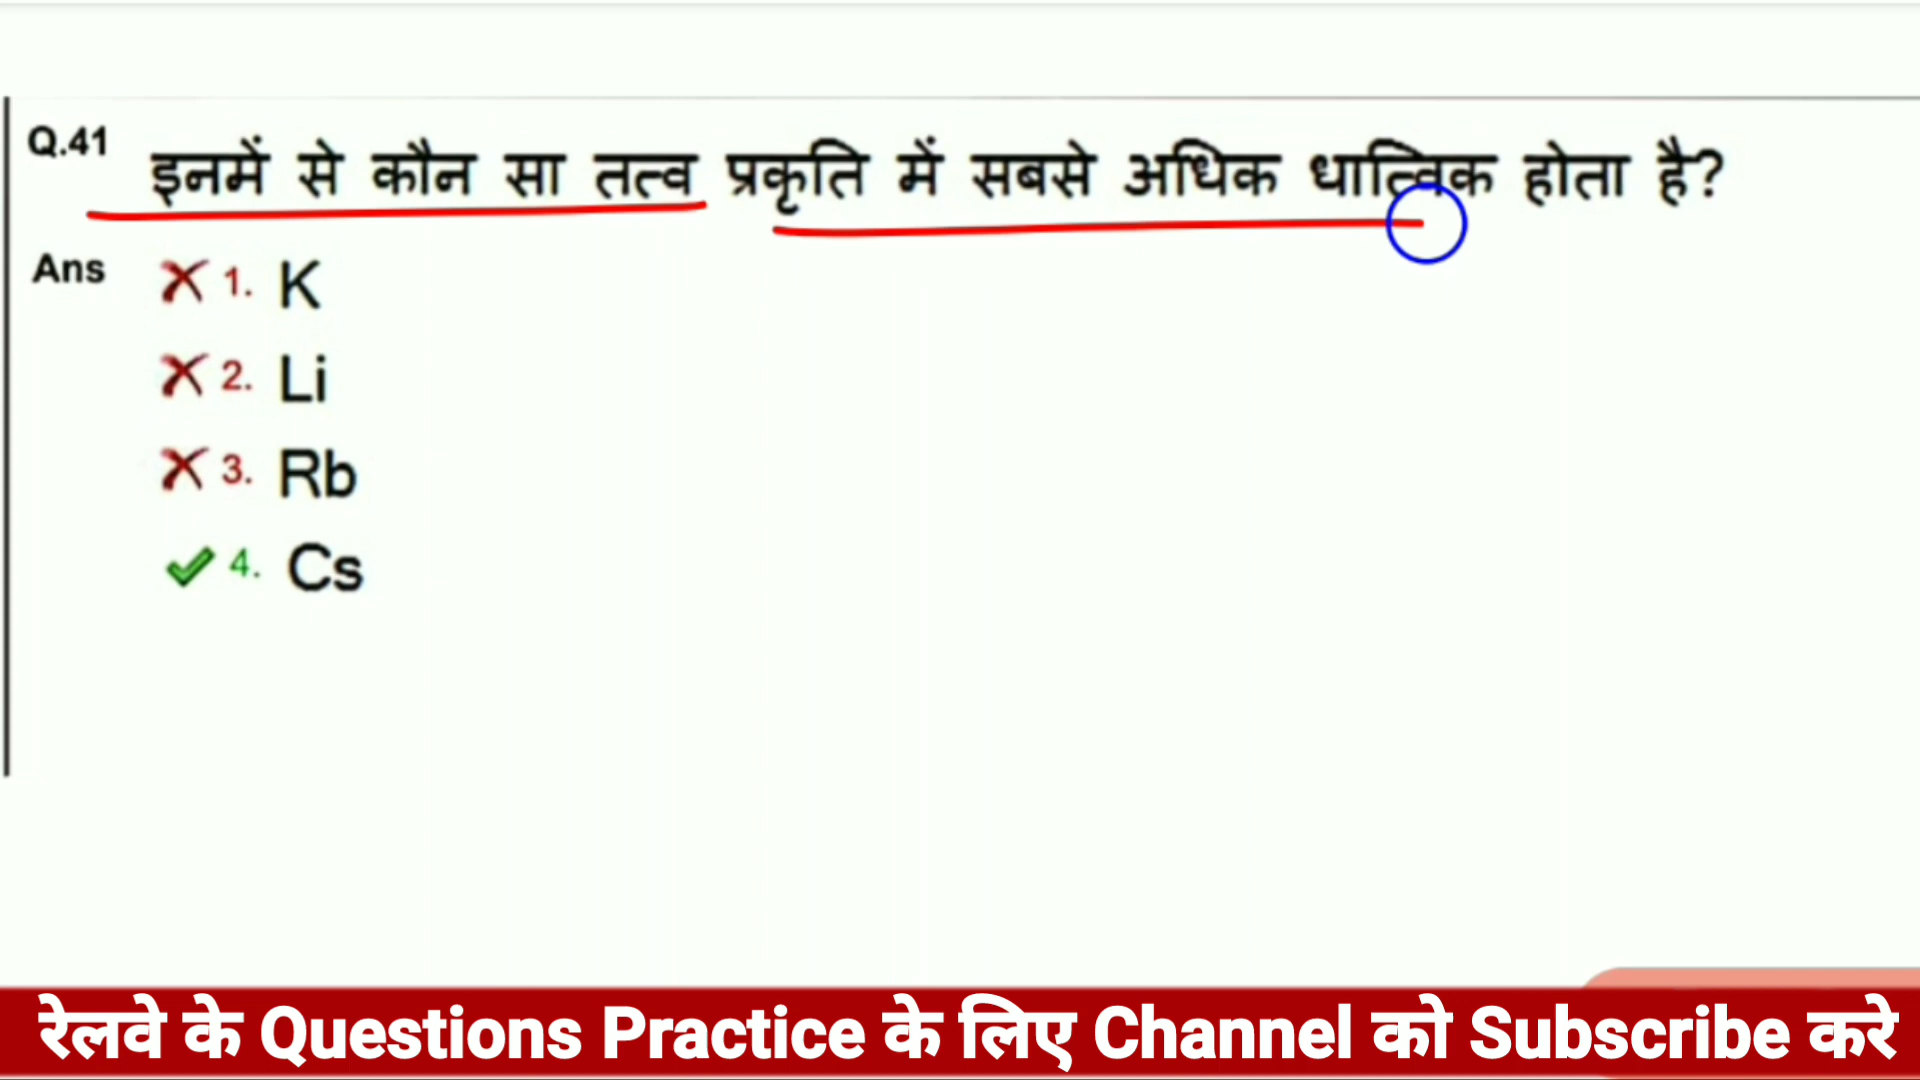 Q.41 इनमें से कौन सा तत्व प्रकृति में सबसे अधिक धात्विक होता है?
Ans 1. K
2. Li
3. Rb
4. Cs
रेलवे के Questions Practice के लिए Channel को Subscribe करे